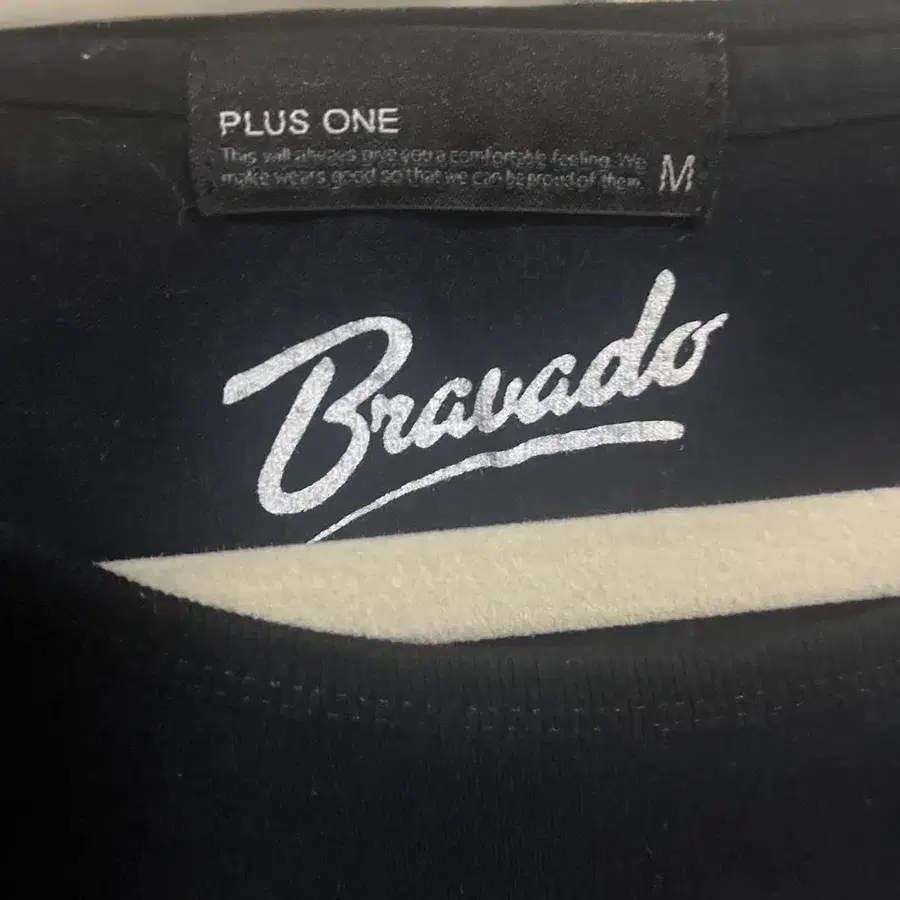 PLUS ONE
This will always give you a comfortable feeling. We
make wears good so that we can be proud of them.
M
Bravado